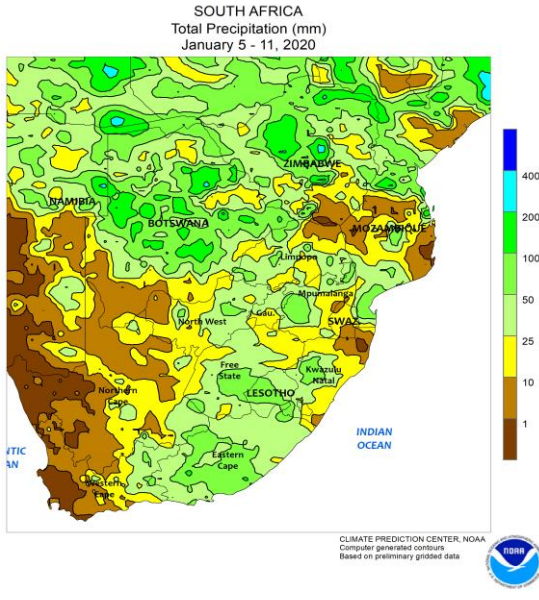 SOUTH AFRICA
Total Precipitation (mm)
January 5 - 11, 2020
ZIMBABWE
NAMIBIA
BOTSWANA
MOZAMBIQUE
Limpopo
Mpumalanga
North West
Gau.
SWAZ.
Free
State
Kwazulu
Natal
Northern
Cape
LESOTHO
INDIAN
OCEAN
NTIC
AN
Eastern
Cape
Western
Cape
400
200
100
50
25
10
1
CLIMATE PREDICTION CENTER, NOAA
Computer generated contours
Based on preliminary gridded data
NOAA